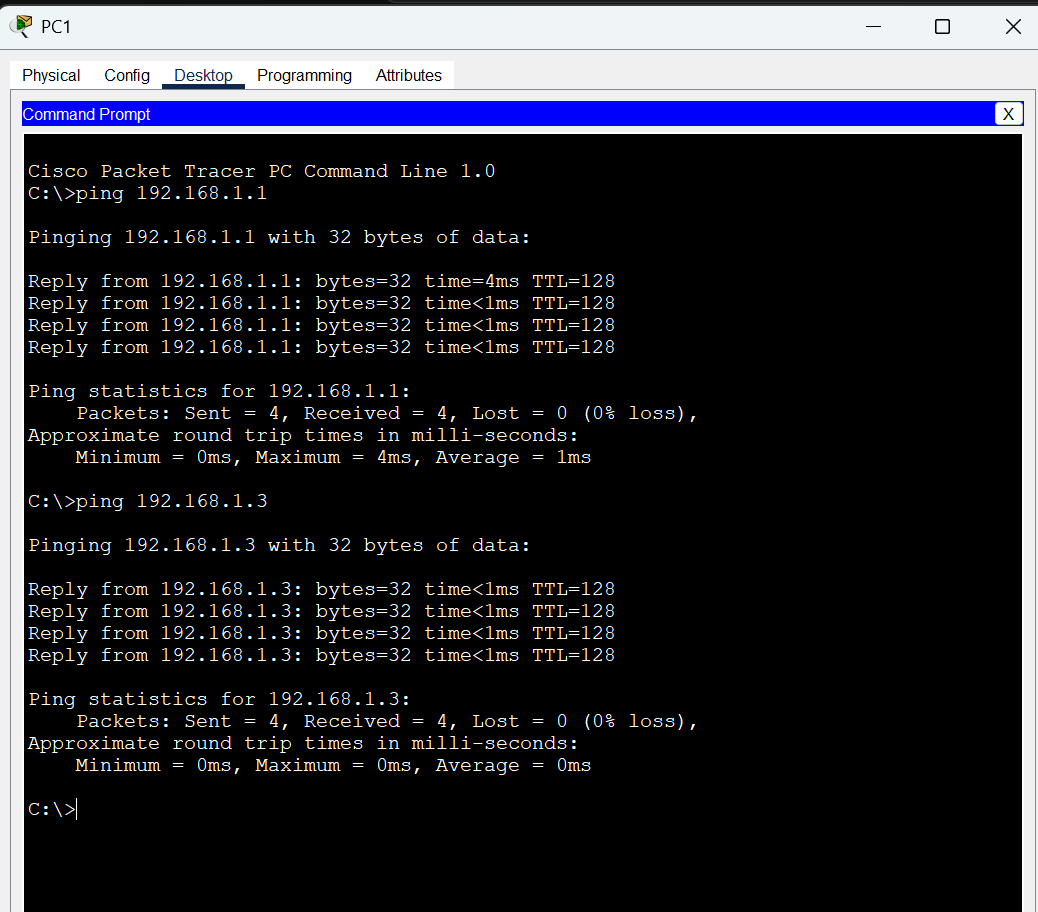 PC1
Physical Config Desktop Programming Attributes
Command Prompt
X
Cisco Packet Tracer PC Command Line 1.0
C:\>ping 192.168.1.1
Pinging 192.168.1.1 with 32 bytes of data:
Reply from 192.168.1.1: bytes=32 time=4ms TTL=128
Reply from 192.168.1.1: bytes=32 time<1ms TTL=128
Reply from 192.168.1.1: bytes=32 time<1ms TTL=128
Reply from 192.168.1.1: bytes=32 time<1ms TTL=128
Ping statistics for 192.168.1.1:
    Packets: Sent = 4, Received = 4, Lost = 0 (0% loss),
Approximate round trip times in milli-seconds:
    Minimum = 0ms, Maximum = 4ms, Average = 1ms
C:\>ping 192.168.1.3
Pinging 192.168.1.3 with 32 bytes of data:
Reply from 192.168.1.3: bytes=32 time<1ms TTL=128
Reply from 192.168.1.3: bytes=32 time<1ms TTL=128
Reply from 192.168.1.3: bytes=32 time<1ms TTL=128
Reply from 192.168.1.3: bytes=32 time<1ms TTL=128
Ping statistics for 192.168.1.3:
    Packets: Sent = 4, Received = 4, Lost = 0 (0% loss),
Approximate round trip times in milli-seconds:
    Minimum = 0ms, Maximum = 0ms, Average = 0ms
C:\>